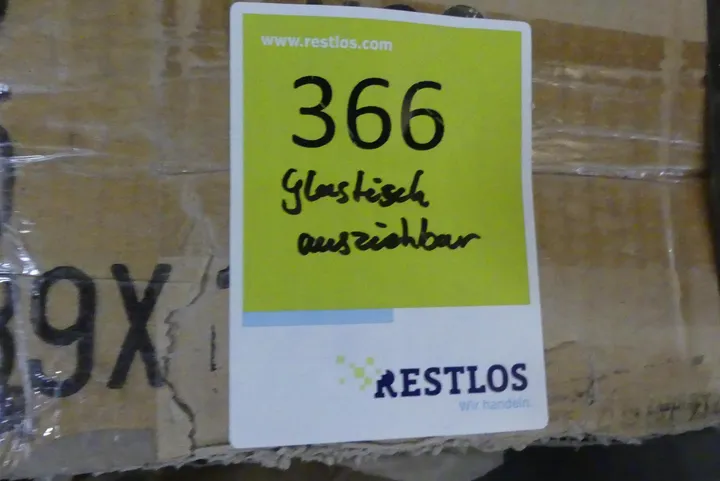 www.restlos.com
366
Glastisch
ausziehbar
9X
RESTLOS
Wir handeln.